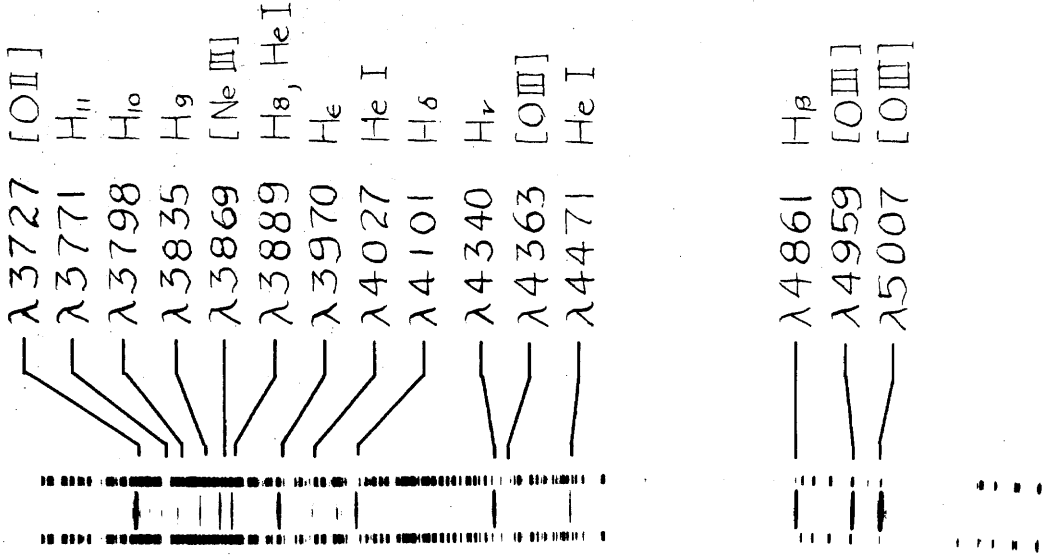 λ3727 [OII]
λ3771 H11
λ3798 H10
λ3835 H9
λ3869 [Ne III]
λ3889 H8, He I
λ3970 Hε
λ4027 He I
λ4101 Hδ
λ4340 Hγ
λ4363 [OIII]
λ4471 He I
λ4861 Hβ
λ4959 [OIII]
λ5007 [OIII]